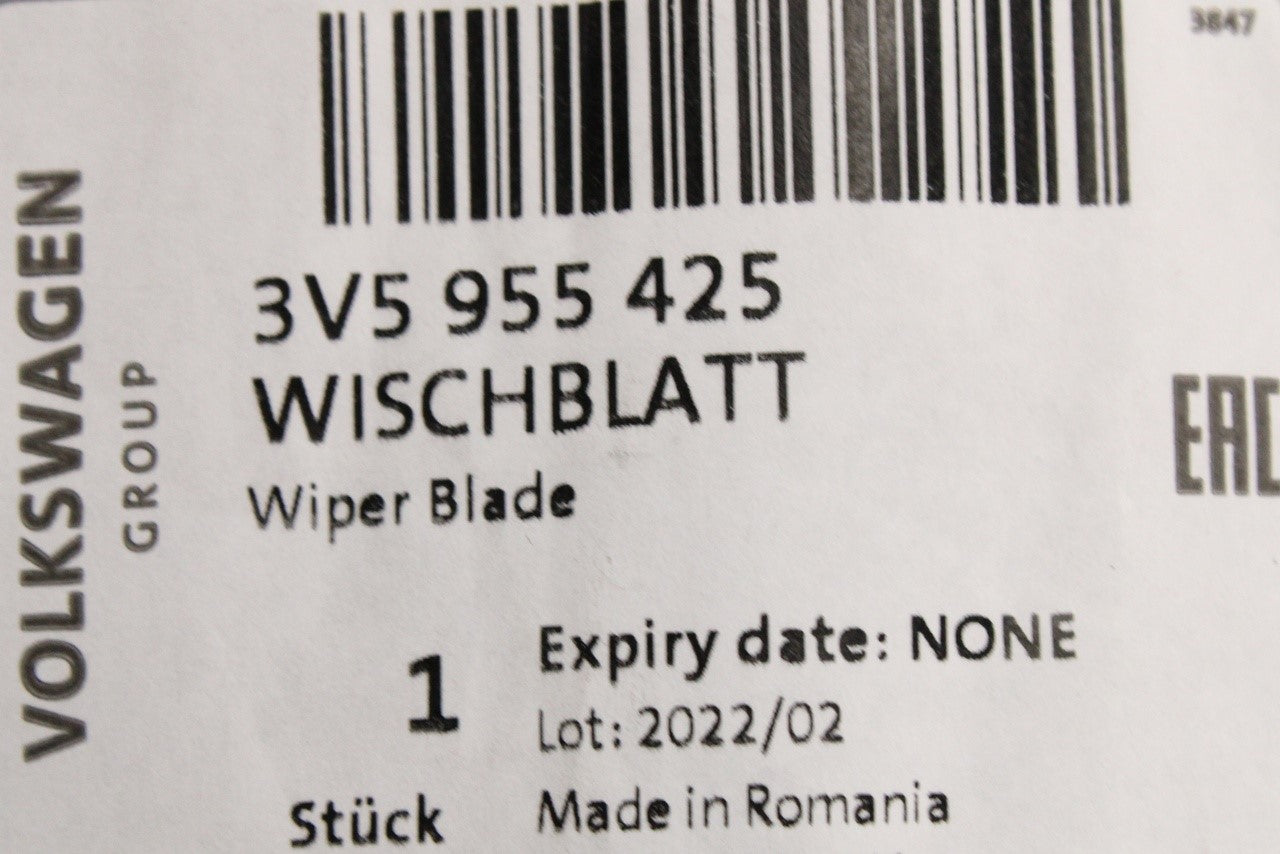 3847
VOLKSWAGEN
GROUP
3V5 955 425
WISCHBLATT
Wiper Blade
EAC
1
Stück
Expiry date: NONE
Lot: 2022/02
Made in Romania